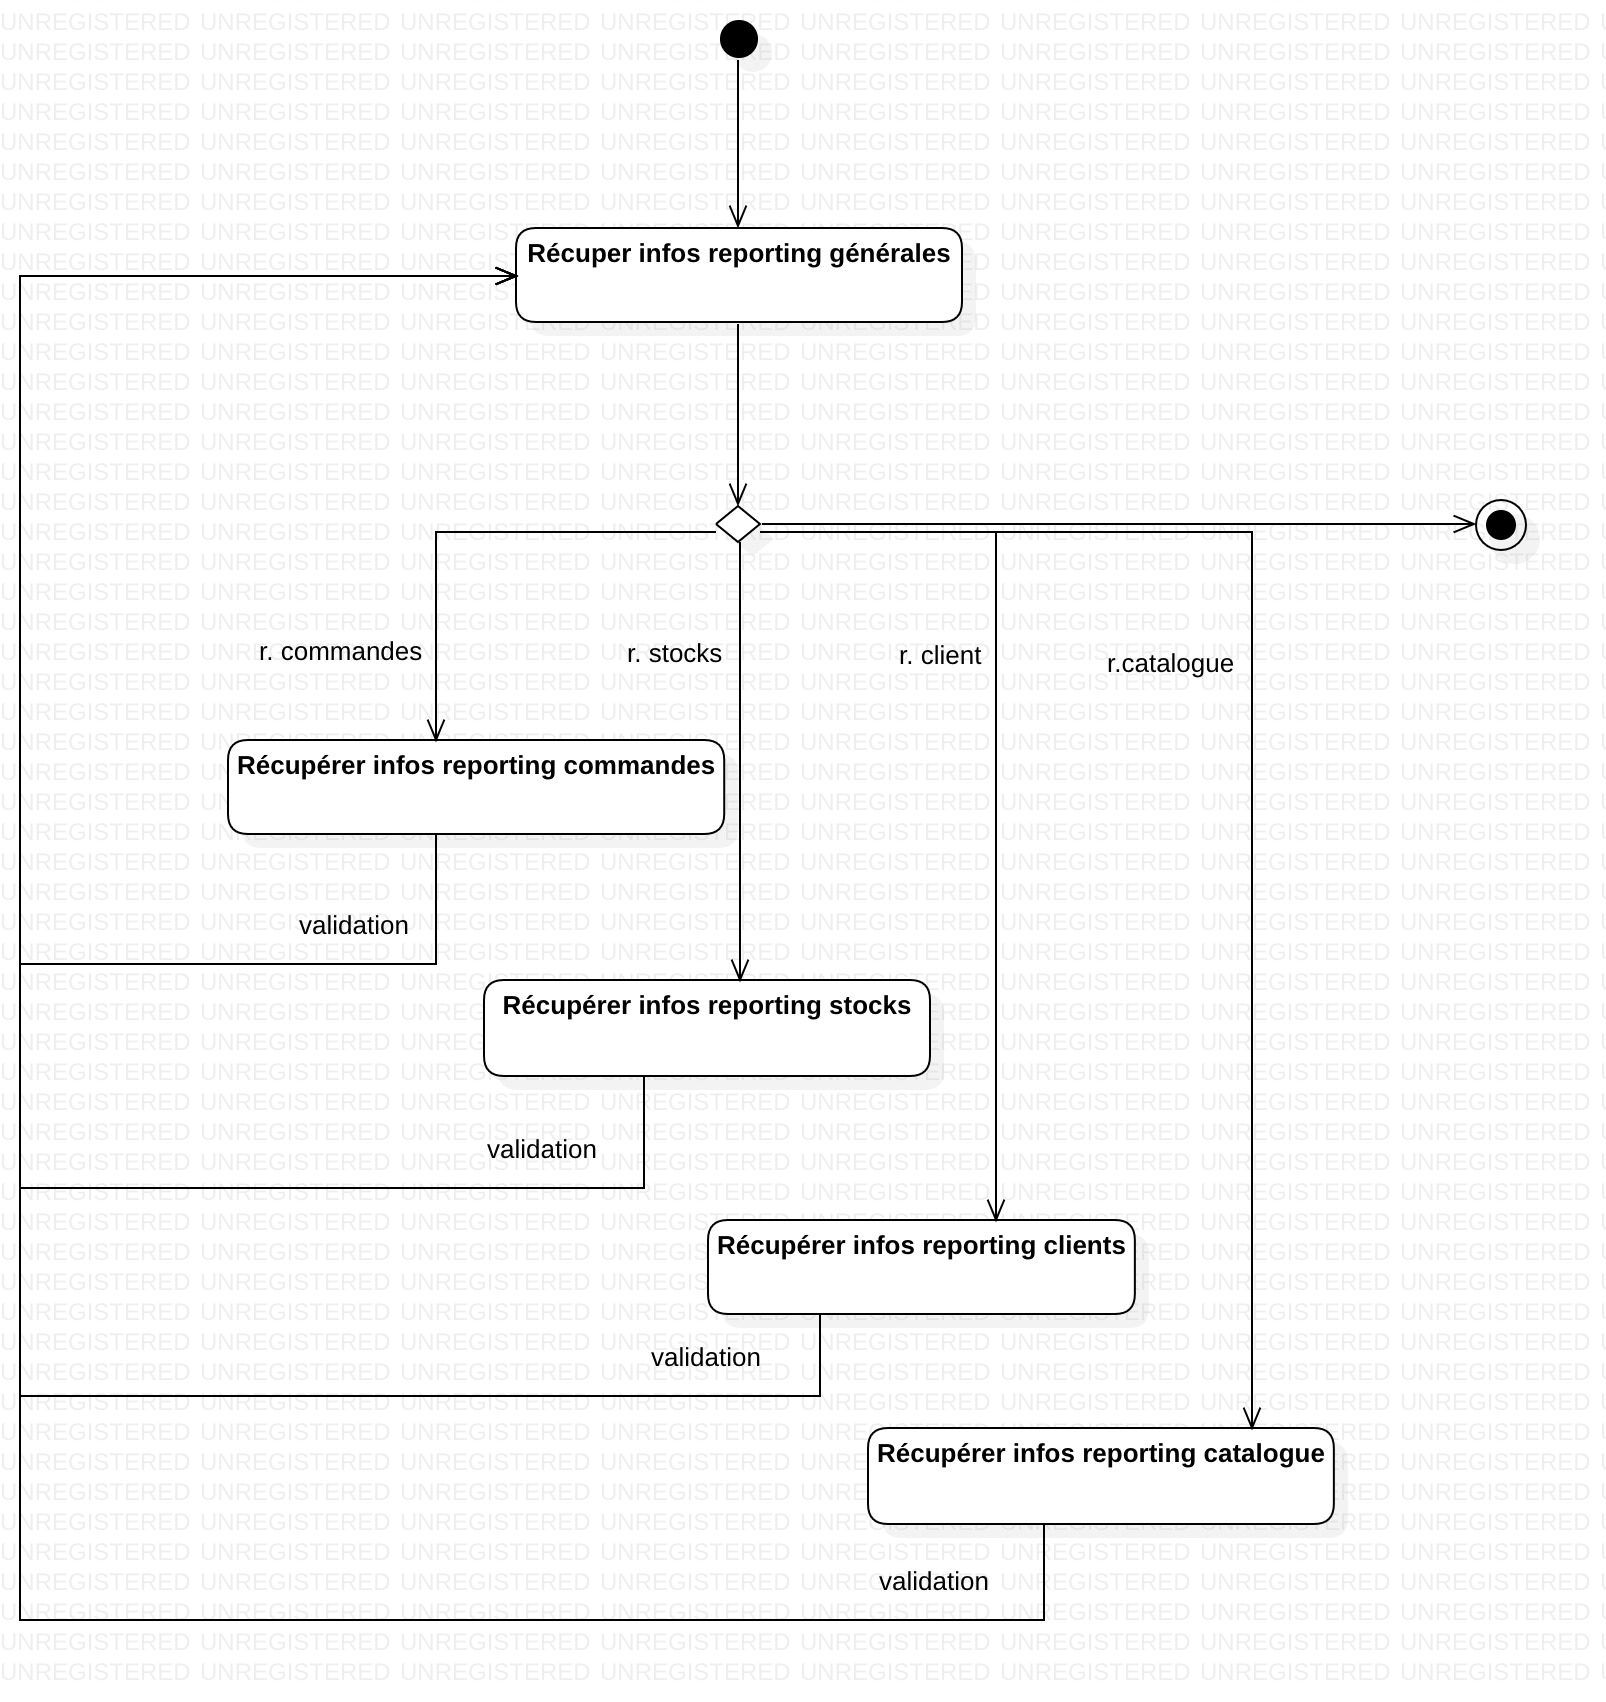 Récuper infos reporting générales
r. commandes
r. stocks
r. client
r.catalogue
Récupérer infos reporting commandes
validation
Récupérer infos reporting stocks
validation
Récupérer infos reporting clients
validation
Récupérer infos reporting catalogue
validation
UNREGISTERED